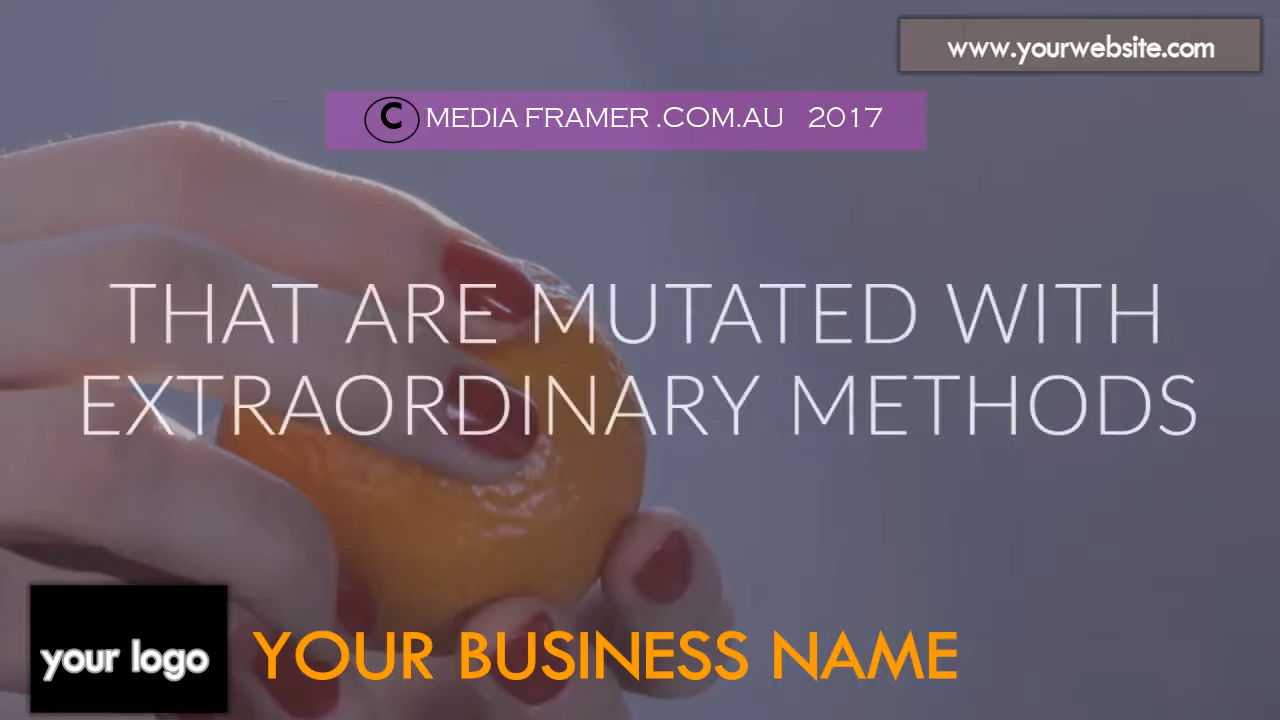 www.yourwebsite.com
C MEDIA FRAMER .COM.AU 2017
THAT ARE MUTATED WITH
EXTRAORDINARY METHODS
your logo
YOUR BUSINESS NAME